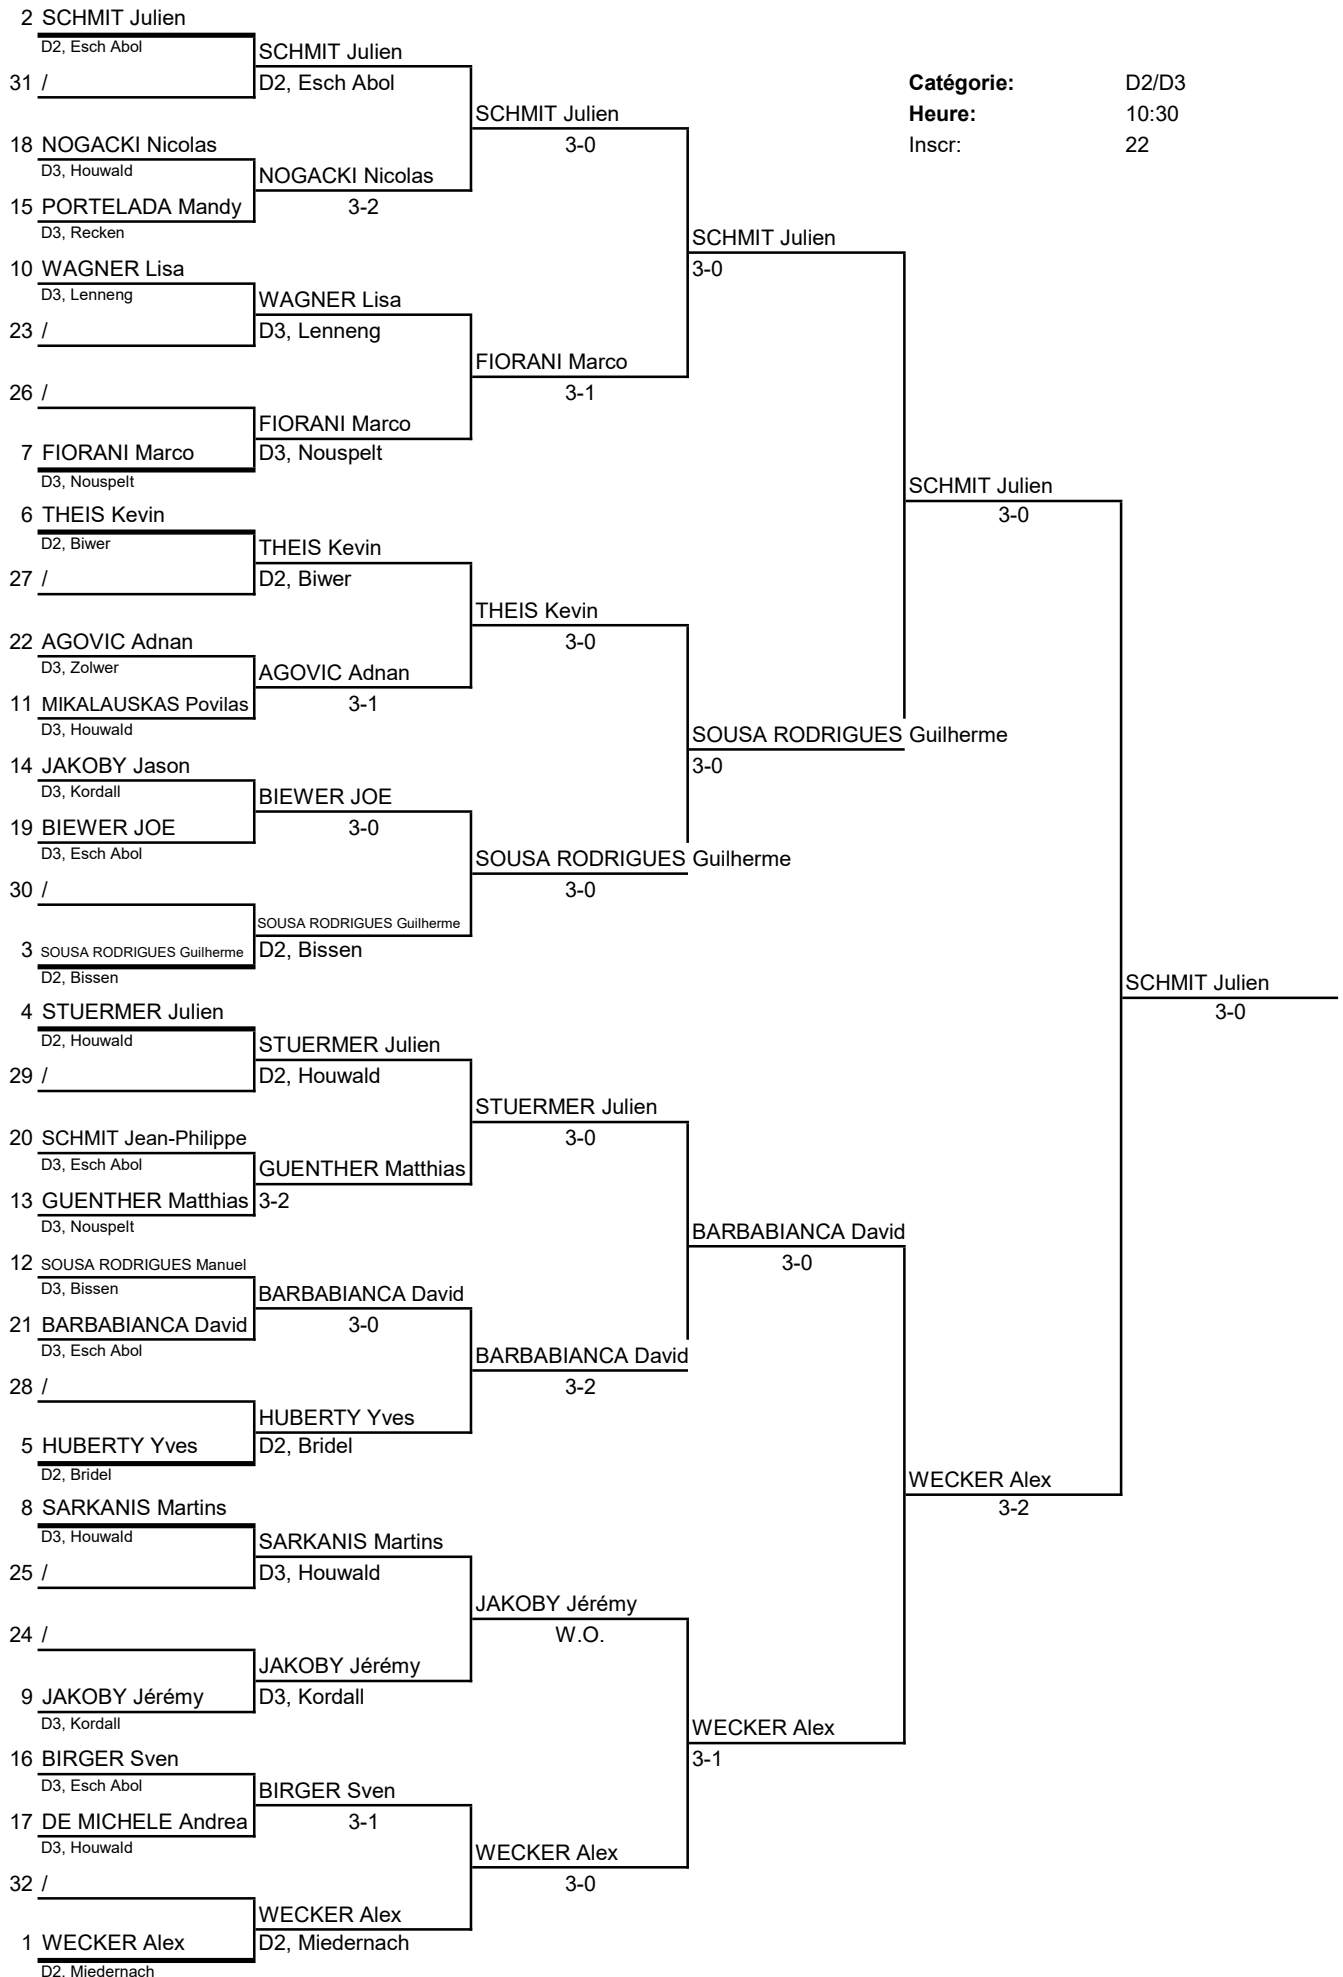 2 SCHMIT Julien
D2, Esch Abol
SCHMIT Julien
31 /
D2, Esch Abol
Catégorie: D2/D3
SCHMIT Julien
Heure: 10:30
18 NOGACKI Nicolas
3-0
Inscr: 22
D3, Houwald
NOGACKI Nicolas
15 PORTELADA Mandy
3-2
D3, Recken
SCHMIT Julien
10 WAGNER Lisa
3-0
D3, Lenneng
WAGNER Lisa
23 /
D3, Lenneng
FIORANI Marco
26 /
3-1
FIORANI Marco
7 FIORANI Marco
D3, Nouspelt
D3, Nouspelt
SCHMIT Julien
6 THEIS Kevin
3-0
D2, Biwer
THEIS Kevin
27 /
D2, Biwer
THEIS Kevin
22 AGOVIC Adnan
3-0
D3, Zolwer
AGOVIC Adnan
11 MIKALAUSKAS Povilas
3-1
D3, Houwald
SOUSA RODRIGUES Guilherme
14 JAKOBY Jason
3-0
D3, Kordall
BIEWER JOE
19 BIEWER JOE
3-0
D3, Esch Abol
SOUSA RODRIGUES Guilherme
30 /
3-0
SOUSA RODRIGUES Guilherme
3 SOUSA RODRIGUES Guilherme
D2, Bissen
D2, Bissen
SCHMIT Julien
4 STUERMER Julien
3-0
D2, Houwald
STUERMER Julien
29 /
D2, Houwald
STUERMER Julien
20 SCHMIT Jean-Philippe
3-0
D3, Esch Abol
GUENTHER Matthias
13 GUENTHER Matthias
3-2
D3, Nouspelt
BARBABIANCA David
12 SOUSA RODRIGUES Manuel
3-0
D3, Bissen
BARBABIANCA David
21 BARBABIANCA David
3-0
D3, Esch Abol
BARBABIANCA David
28 /
3-2
HUBERTY Yves
5 HUBERTY Yves
D2, Bridel
D2, Bridel
WECKER Alex
8 SARKANIS Martins
3-2
D3, Houwald
SARKANIS Martins
25 /
D3, Houwald
JAKOBY Jérémy
24 /
W.O.
JAKOBY Jérémy
9 JAKOBY Jérémy
D3, Kordall
D3, Kordall
WECKER Alex
16 BIRGER Sven
3-1
D3, Esch Abol
BIRGER Sven
17 DE MICHELE Andrea
3-1
D3, Houwald
WECKER Alex
32 /
3-0
WECKER Alex
1 WECKER Alex
D2, Miedernach
D2, Miedernach